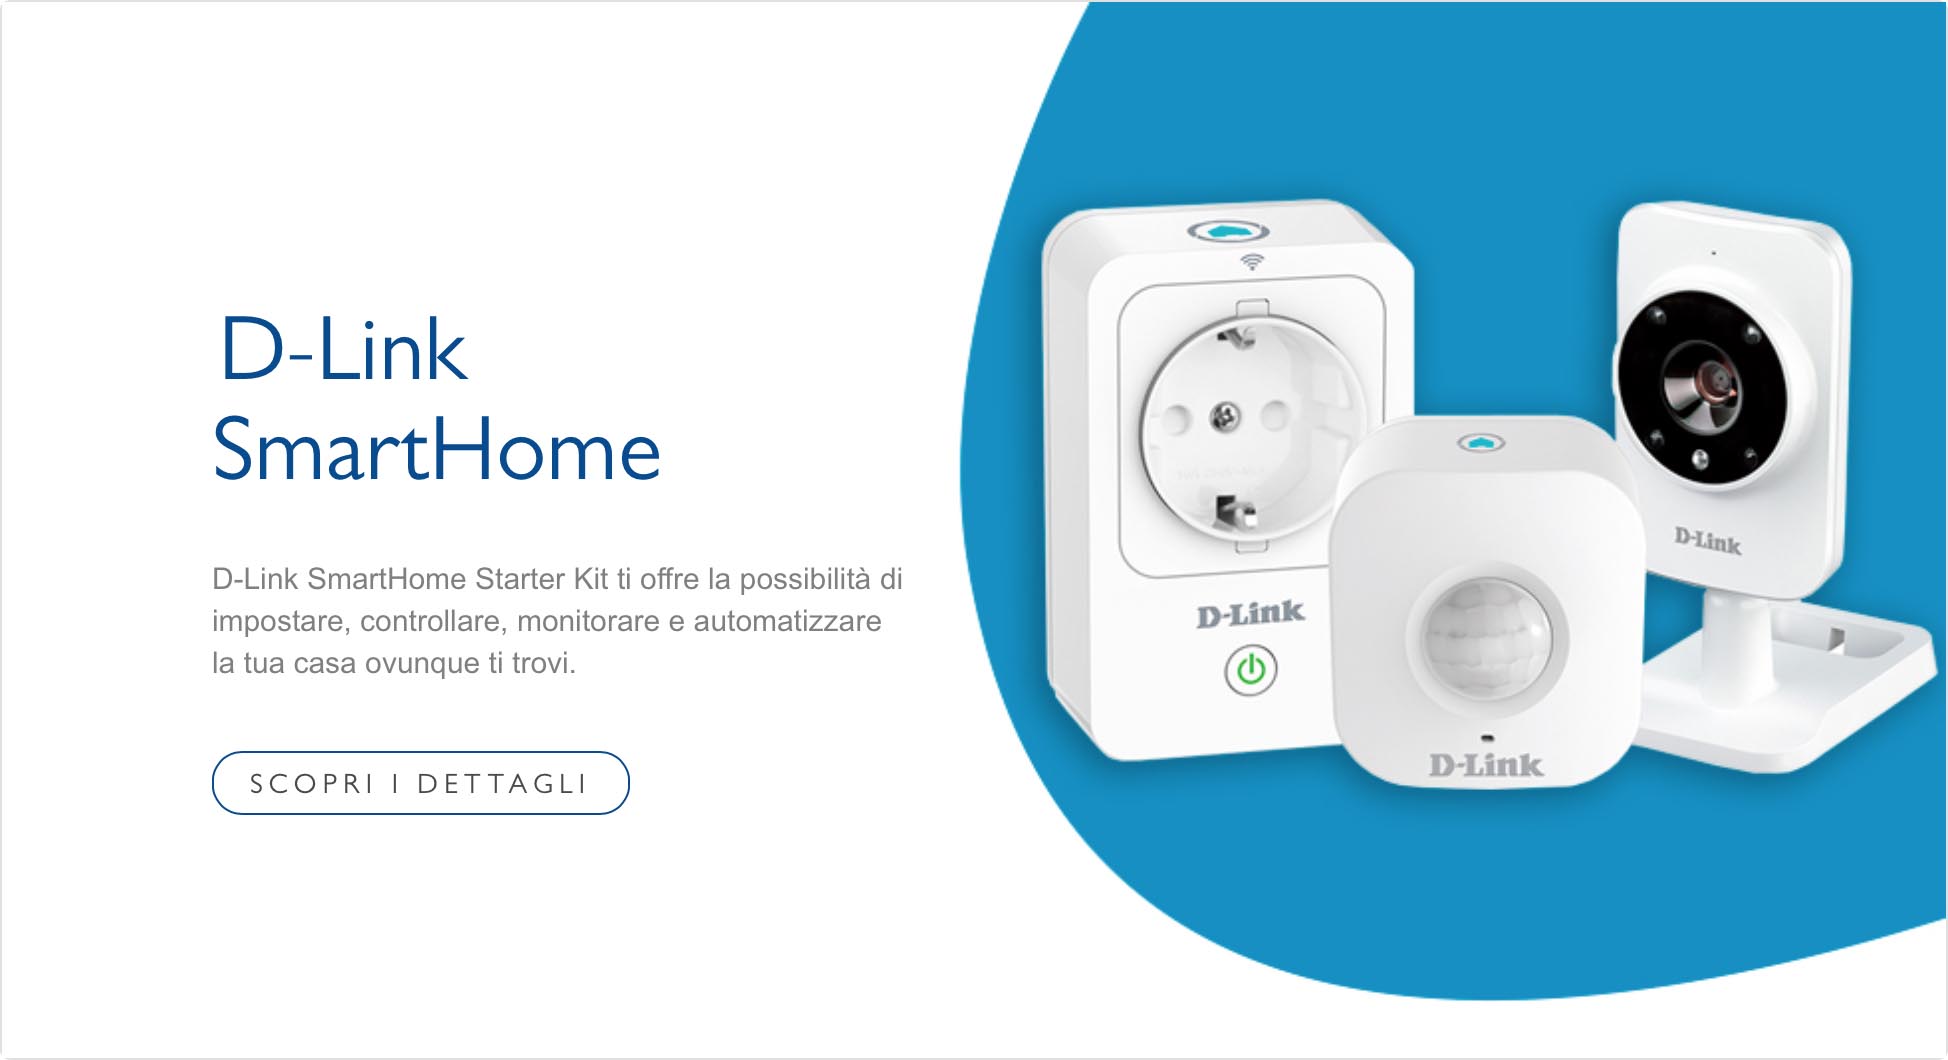 D-Link
SmartHome
D-Link SmartHome Starter Kit ti offre la possibilità di
impostare, controllare, monitorare e automatizzare
la tua casa ovunque ti trovi.
SCOPRI I DETTAGLI
D-Link
D-Link
D-Link